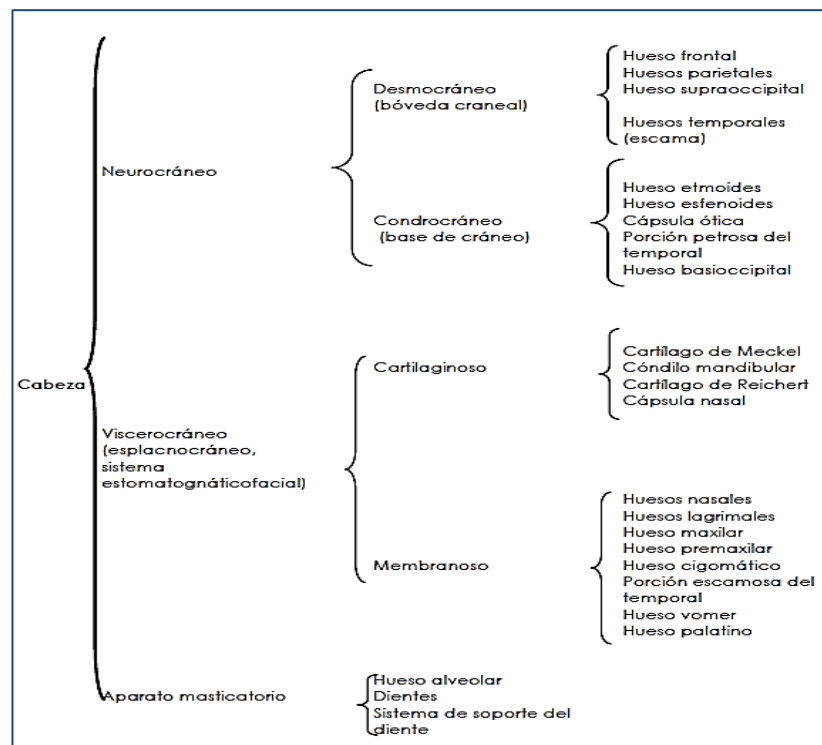 Cabeza
Neurocráneo
Desmocráneo
(bóveda craneal)
Hueso frontal
Huesos parietales
Hueso supraoccipital
Huesos temporales
(escama)
Condrocráneo
(base de cráneo)
Hueso etmoides
Hueso esfenoides
Cápsula ótica
Porción petrosa del
temporal
Hueso basioccipital
Viscerocráneo
(esplacnocráneo,
sistema
estomatognáticofacial)
Cartilaginoso
Cartílago de Meckel
Cóndilo mandibular
Cartílago de Reichert
Cápsula nasal
Membranoso
Huesos nasales
Huesos lagrimales
Hueso maxilar
Hueso premaxilar
Hueso cigomático
Porción escamosa del
temporal
Hueso vomer
Hueso palatino
Aparato masticatorio
Hueso alveolar
Dientes
Sistema de soporte del
diente